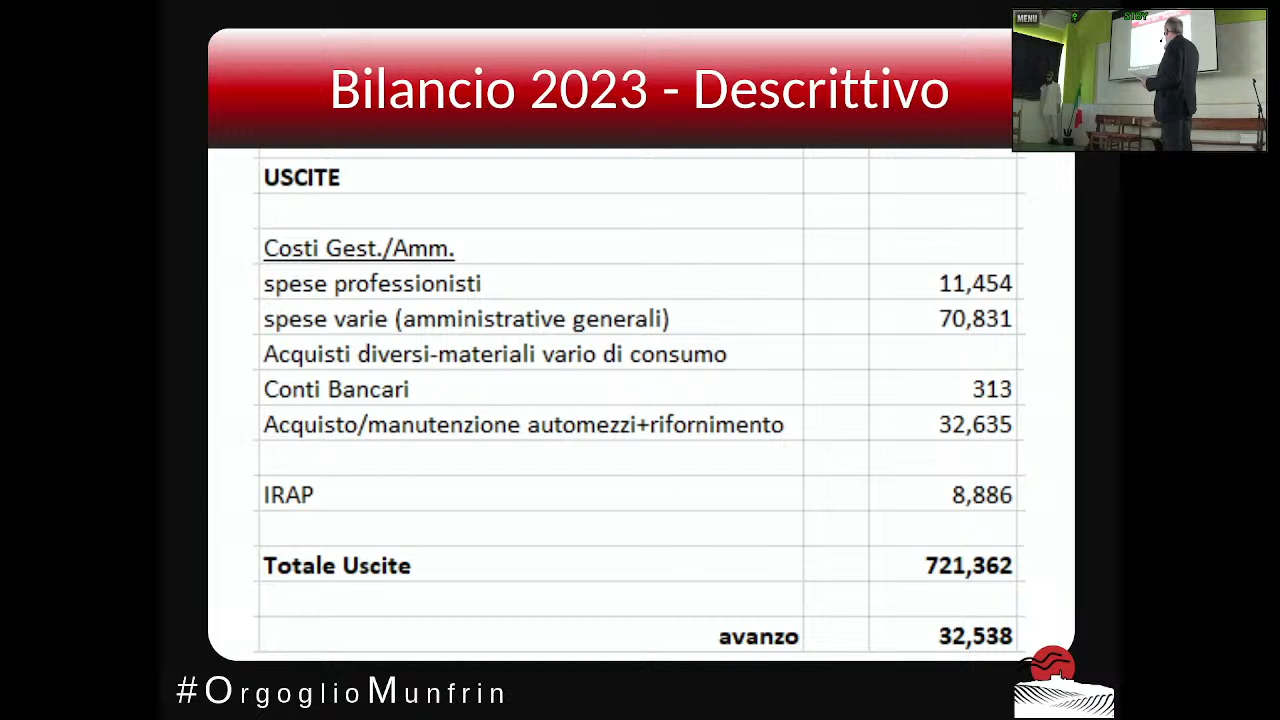 Bilancio 2023 - Descrittivo
MENU
STBY
USCITE
Costi Gest./Amm.
spese professionisti 11,454
spese varie (amministrative generali) 70,831
Acquisti diversi-materiali vario di consumo
Conti Bancari 313
Acquisto/manutenzione automezzi+rifornimento 32,635
IRAP 8,886
Totale Uscite 721,362
avanzo 32,538
#OrgoglioMunfrin